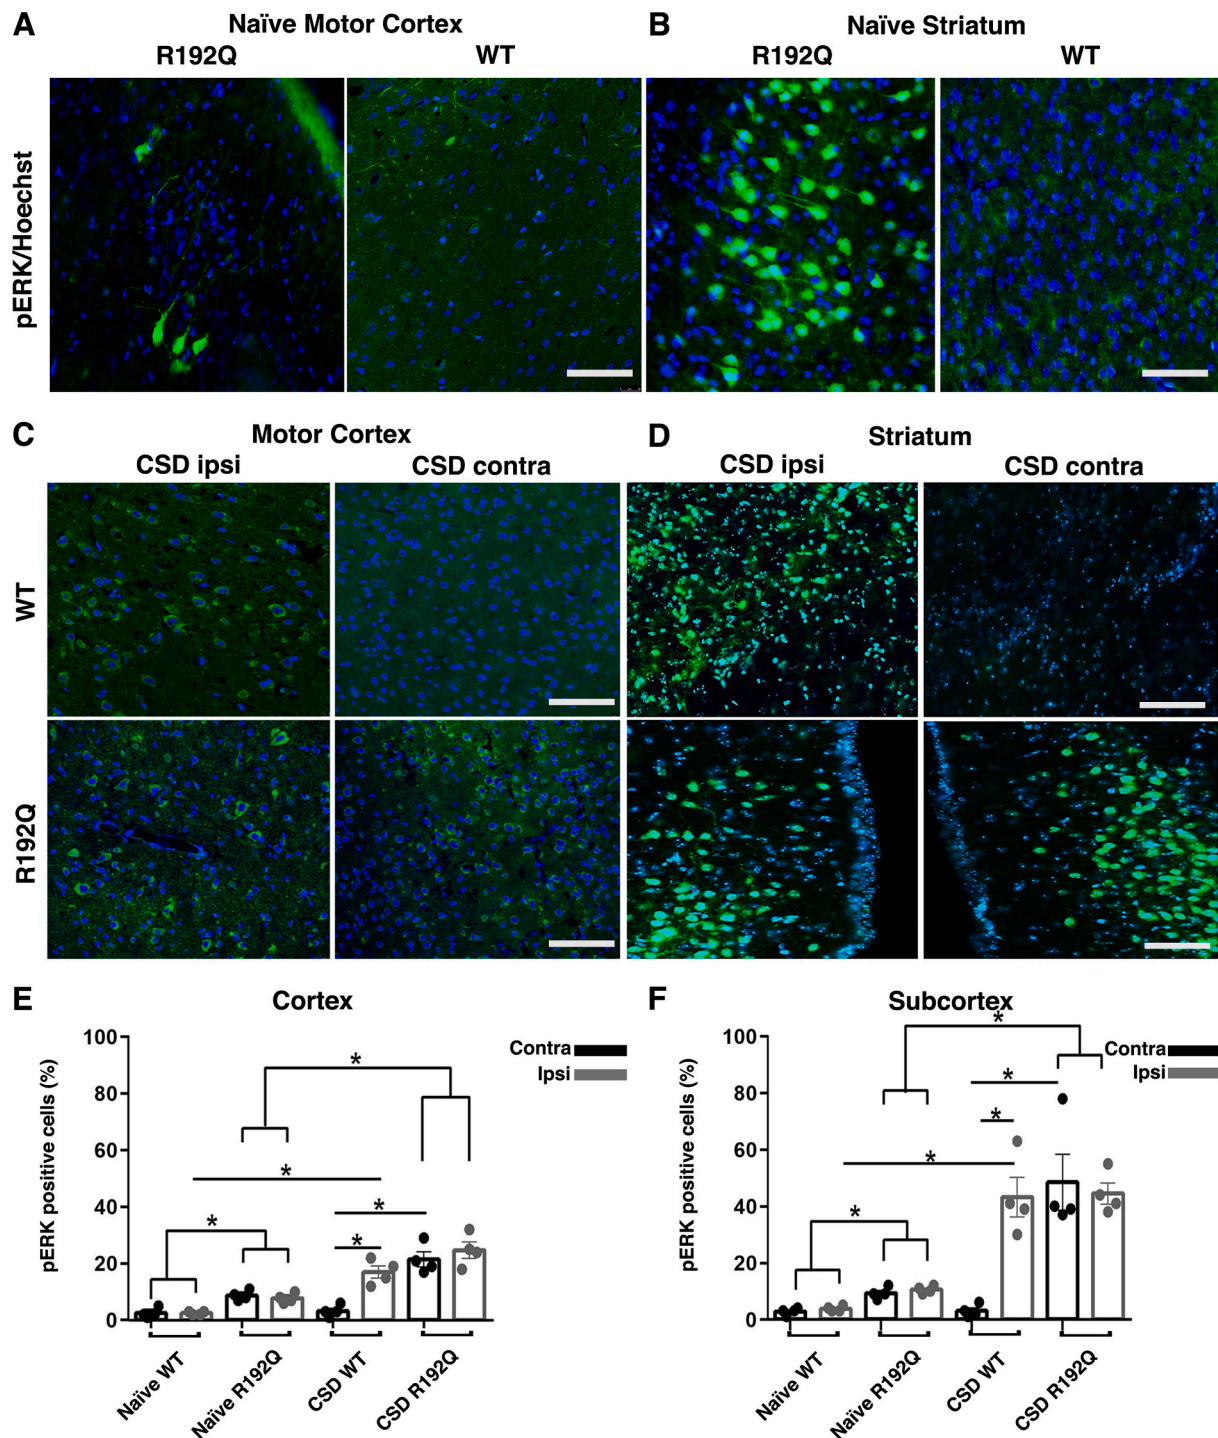 A
Naïve Motor Cortex
R192Q
WT
B
Naïve Striatum
R192Q
WT
pERK/Hoechst
C
Motor Cortex
CSD ipsi
CSD contra
D
Striatum
CSD ipsi
CSD contra
WT
R192Q
E
Cortex
pERK positive cells (%)
100
80
60
40
20
0
Contra
Ipsi
*
*
*
*
*
Naïve WT
Naïve R192Q
CSD WT
CSD R192Q
F
Subcortex
pERK positive cells (%)
100
80
60
40
20
0
Contra
Ipsi
*
*
*
*
*
Naïve WT
Naïve R192Q
CSD WT
CSD R192Q